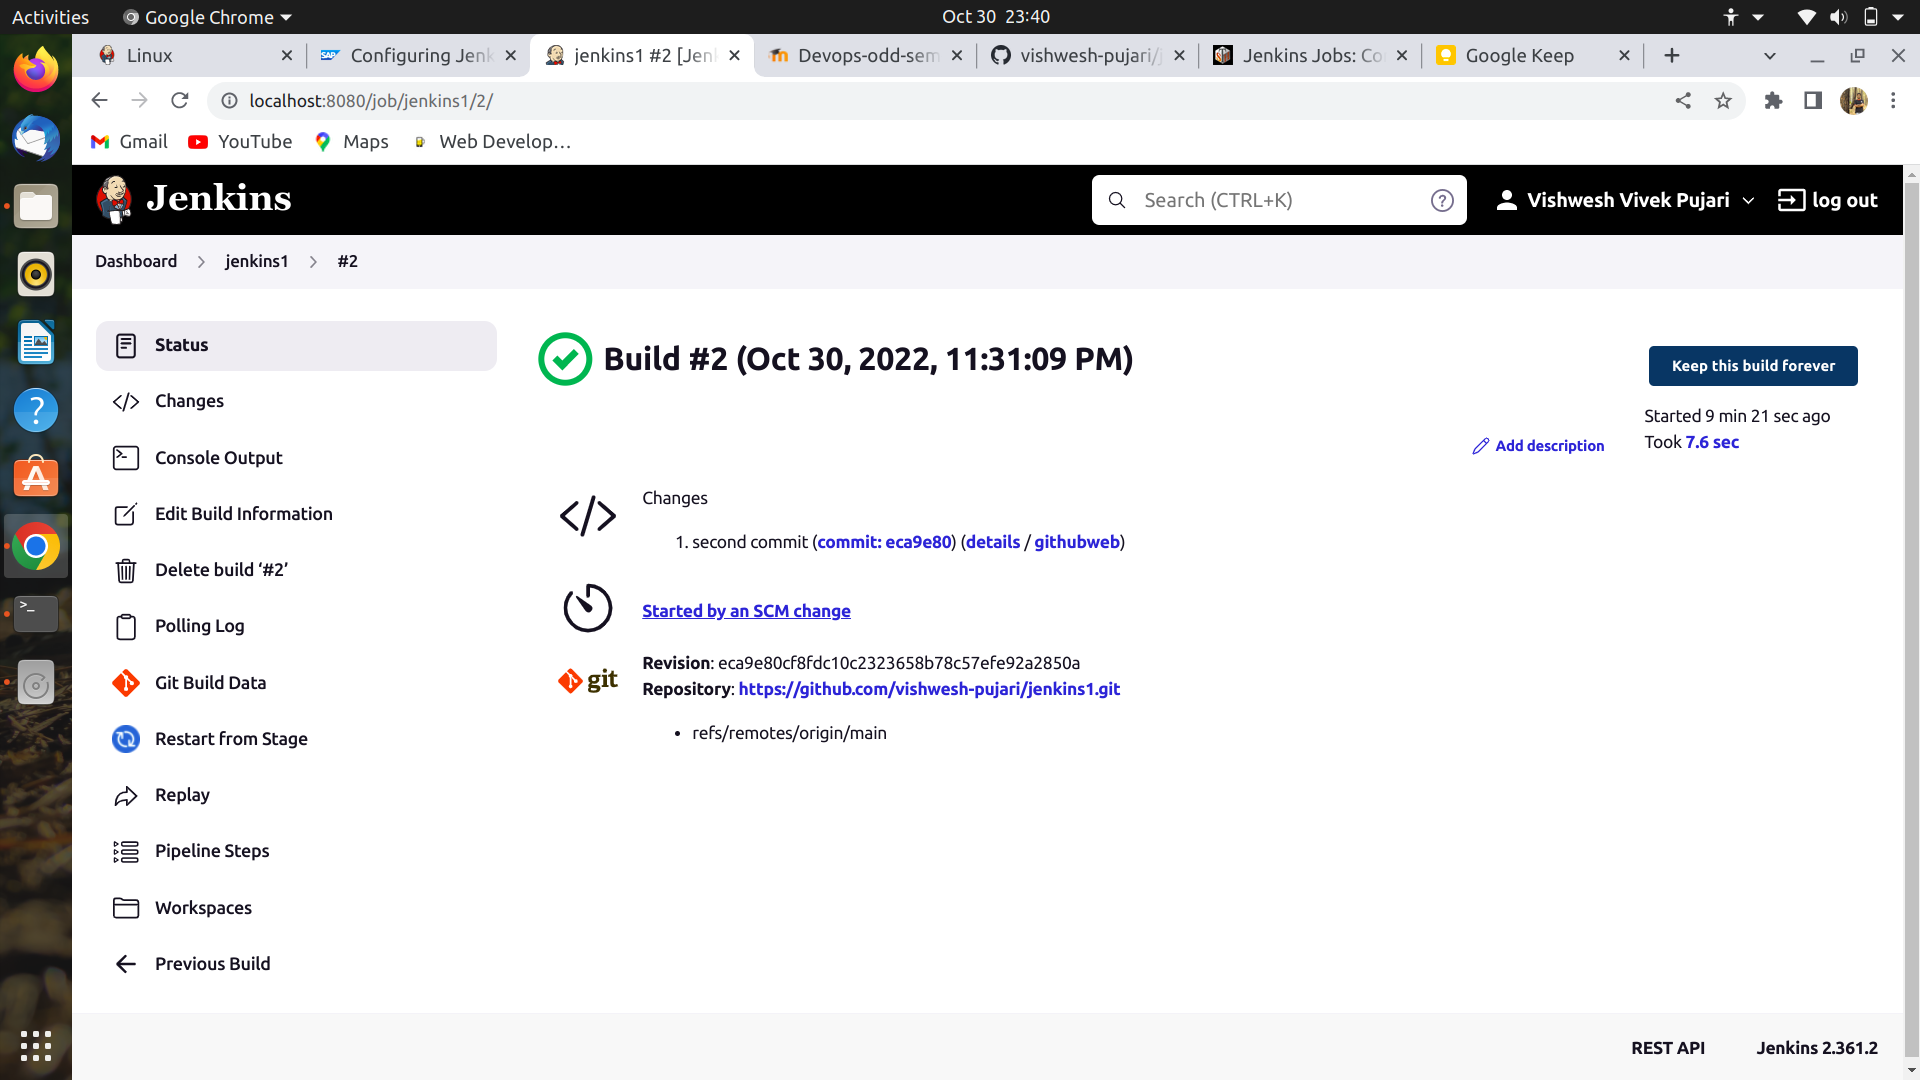 Activities
Google Chrome
Oct 30 23:40
Linux
Configuring Jenk
jenkins1 #2 [Jenk
Devops-odd-sem
vishwesh-pujari/j
Jenkins Jobs: Co
Google Keep
localhost:8080/job/jenkins1/2/
Gmail
YouTube
Maps
Web Develop…
Jenkins
Search (CTRL+K)
Vishwesh Vivek Pujari
log out
Dashboard
jenkins1
#2
Status
Changes
Console Output
Edit Build Information
Delete build ‘#2’
Polling Log
Git Build Data
Restart from Stage
Replay
Pipeline Steps
Workspaces
Previous Build
Build #2 (Oct 30, 2022, 11:31:09 PM)
Keep this build forever
Started 9 min 21 sec ago
Took 7.6 sec
Add description
Changes
1. second commit (commit: eca9e80) (details / githubweb)
Started by an SCM change
git
Revision: eca9e80cf8fdc10c2323658b78c57efe92a2850a
Repository: https://github.com/vishwesh-pujari/jenkins1.git
• refs/remotes/origin/main
REST API
Jenkins 2.361.2